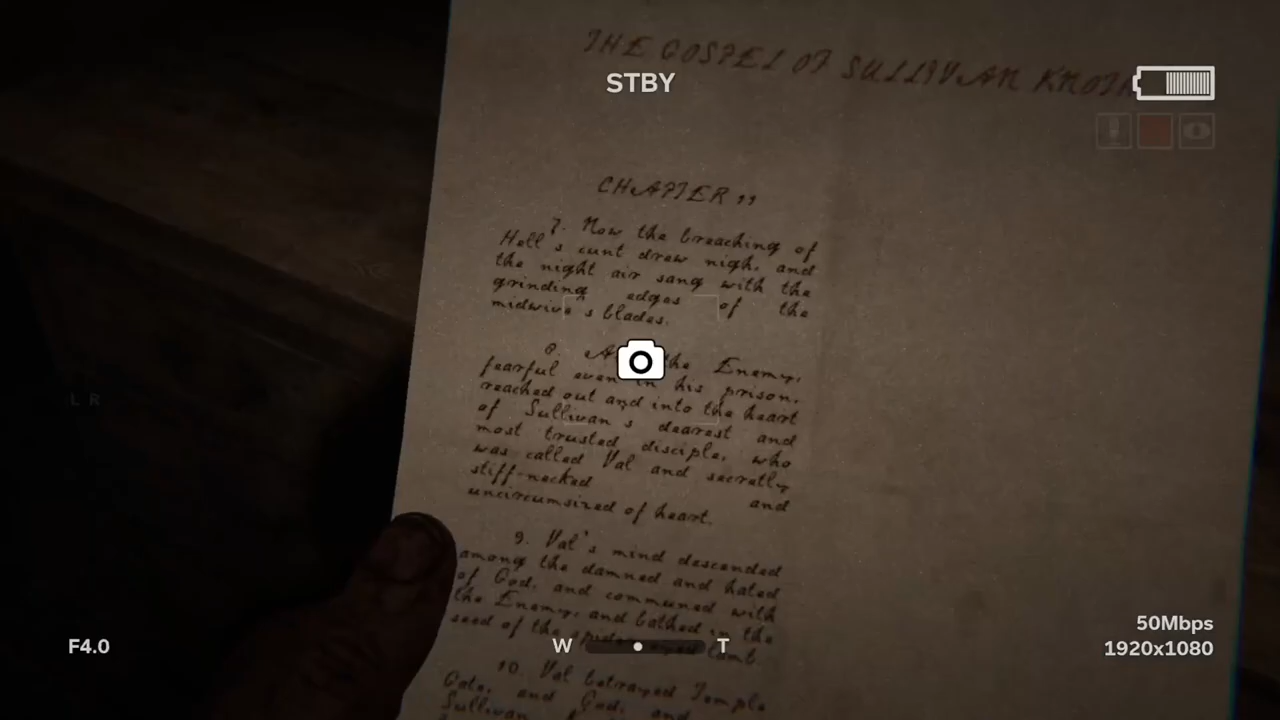 THE GOSPEL OF SULLIVAN KNOTH
STBY
CHAPTER 11
7. Now the breaching of
Hell's cunt drew nigh, and
the night air sang with the
grinding edges of the
midwive's blades.
8. the Enemy,
fearful even in his prison,
reached out and into the heart
of Sullivan's dearest and
most trusted disciple, who
was called Val and secretly
stiff-necked and
uncircumsized of heart.
L R
9. Val's mind descended
among the damned and hated
of God, and communed with
the Enemy, and bathed in the
seed of the lamb
10. Val betrayed Temple
Gate, and God, and
Sullivan
F4.0
W T
50Mbps
1920x1080